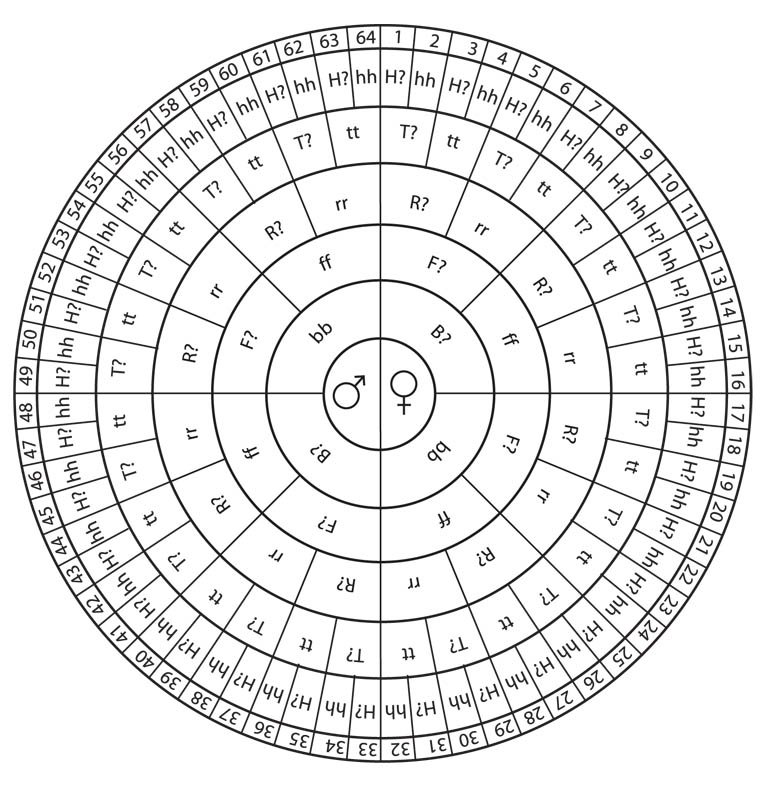 1 2 3 4 5 6 7 8 9 10 11 12 13 14 15 16 17 18 19 20 21 22 23 24 25 26 27 28 29 30 31 32 33 34 35 36 37 38 39 40 41 42 43 44 45 46 47 48 49 50 51 52 53 54 55 56 57 58 59 60 61 62 63 64
H? hh H? hh H? hh H? hh H? hh H? hh H? hh H? hh H? hh H? hh H? hh H? hh H? hh H? hh H? hh H? hh H? hh H? hh H? hh H? hh H? hh H? hh H? hh H? hh H? hh H? hh H? hh H? hh H? hh H? hh H? hh H? hh
T? tt T? tt T? tt T? tt T? tt T? tt T? tt T? tt T? tt T? tt T? tt T? tt T? tt T? tt T? tt T? tt
R? rr R? rr R? rr R? rr R? rr R? rr R? rr R? rr
F? ff F? ff F? ff F? ff
B? bb B? bb
♂ ♀